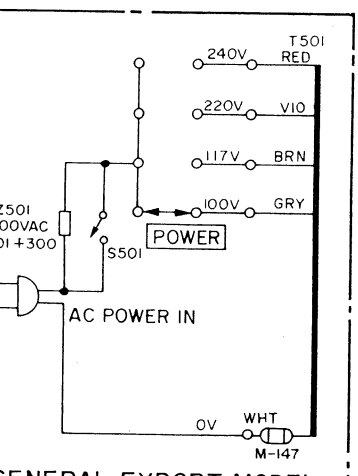 T501
240V RED
220V VIO
117V BRN
100V GRY
Z501
S501
01+300
POWER
AC POWER IN
0V WHT
M-147
GENERAL EXPORT MODEL